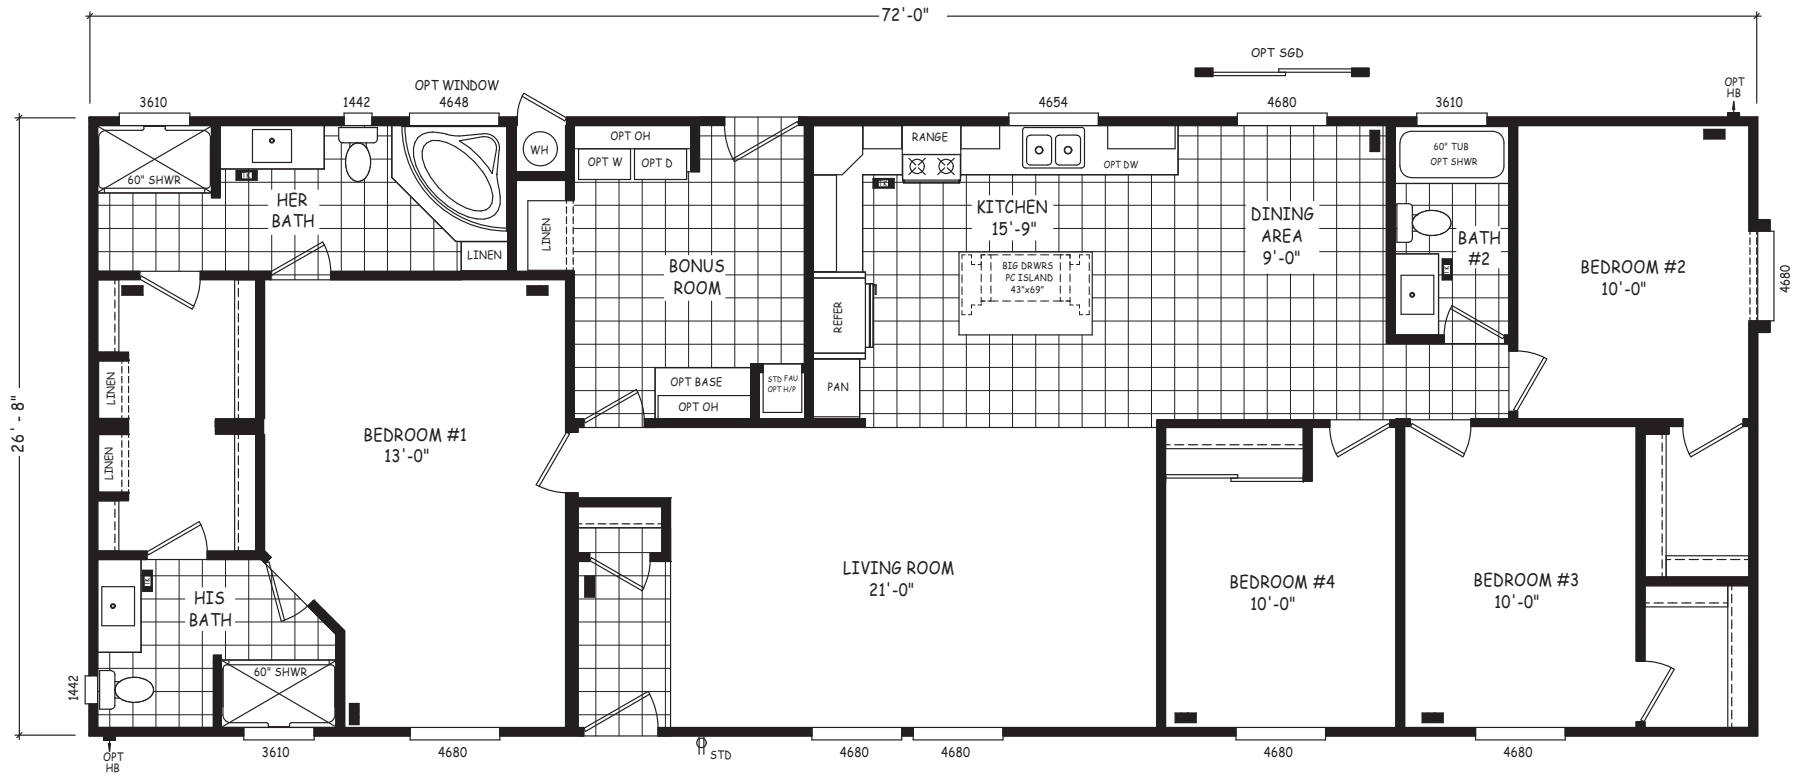 72'-0"
OPT SGD
OPT WINDOW
OPT
HB
3610
1442
4648
4654
4680
3610
60" SHWR
WH
OPT OH
OPT W
OPT D
RANGE
OPT DW
60" TUB
OPT SHWR
HER
BATH
LINEN
LINEN
KITCHEN
15'-9"
DINING
AREA
9'-0"
BATH
#2
BONUS
ROOM
BIG DRWRS
PC ISLAND
43"x69"
BEDROOM #2
10'-0"
4680
REFER
LINEN
PAN
OPT BASE
OPT OH
STD FAU
OPT H/P
26'-8"
BEDROOM #1
13'-0"
LINEN
LIVING ROOM
21'-0"
BEDROOM #4
10'-0"
BEDROOM #3
10'-0"
HIS
BATH
60" SHWR
1442
OPT
HB
3610
4680
STD
4680
4680
4680
4680